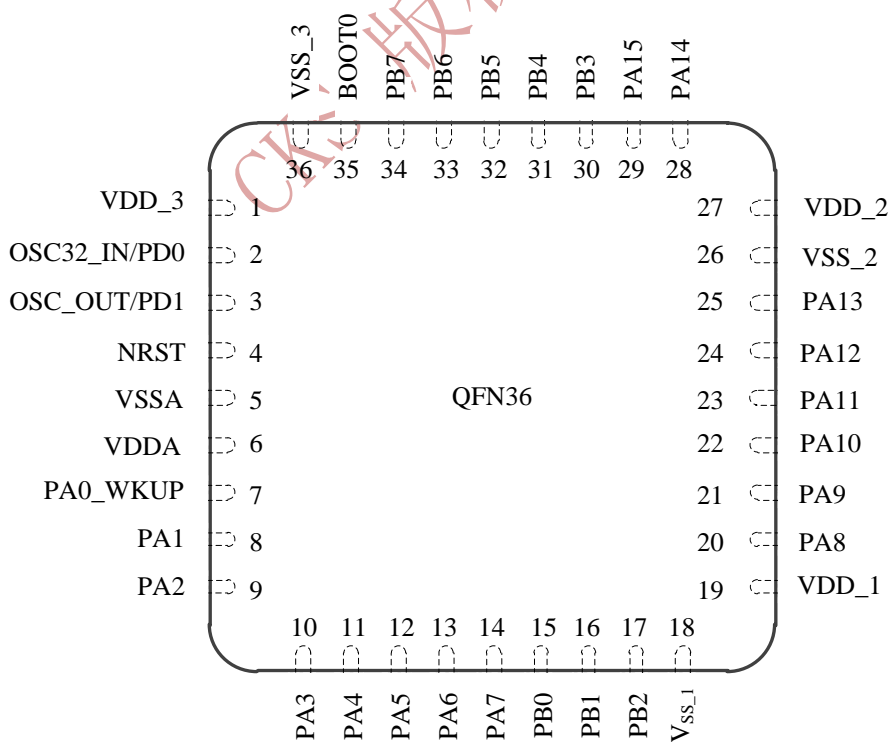 VSS_3 BOOT0 PB7 PB6 PB5 PB4 PB3 PA15 PA14
36 35 34 33 32 31 30 29 28
VDD_3 1
OSC32_IN/PD0 2
OSC_OUT/PD1 3
NRST 4
VSSA 5
VDDA 6
PA0_WKUP 7
PA1 8
PA2 9
QFN36
27 VDD_2
26 VSS_2
25 PA13
24 PA12
23 PA11
22 PA10
21 PA9
20 PA8
19 VDD_1
10 11 12 13 14 15 16 17 18
PA3 PA4 PA5 PA6 PA7 PB0 PB1 PB2 VSS_1
CKS 版